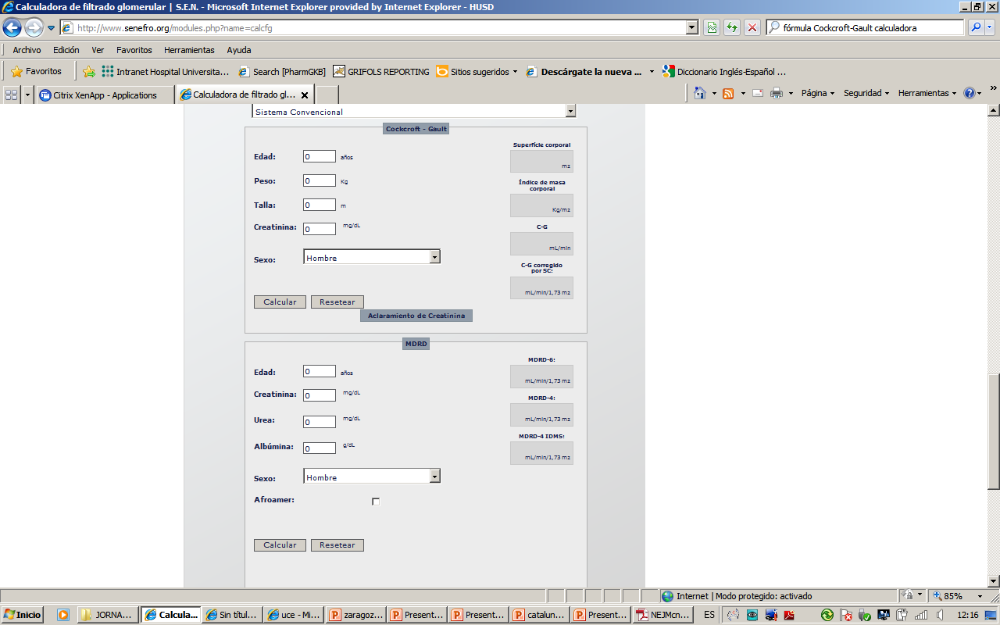 Calculadora de filtrado glomerular | S.E.N. - Microsoft Internet Explorer provided by Internet Explorer - HUSD
http://www.senefro.org/modules.php?name=calcfg
fórmula Cockcroft-Gault calculadora
Archivo Edición Ver Favoritos Herramientas Ayuda
Favoritos Intranet Hospital Universita... Search [PharmGKB] GRIFOLS REPORTING Sitios sugeridos Descárgate la nueva ... Diccionario Inglés-Español ...
Citrix XenApp - Applications Calculadora de filtrado gl... Página Seguridad Herramientas
Sistema Convencional
Cockcroft - Gault
Edad: 0 años
Peso: 0 Kg
Talla: 0 m
Creatinina: 0 mg/dL
Sexo: Hombre
Superficie corporal
m2
Índice de masa
corporal
Kg/m2
C-G
mL/min
C-G corregido
por SC:
mL/min/1,73 m2
Calcular Resetear
Aclaramiento de Creatinina
MDRD
Edad: 0 años
Creatinina: 0 mg/dL
Urea: 0 mg/dL
Albúmina: 0 g/dL
Sexo: Hombre
Afroamer:
MDRD-6:
mL/min/1,73 m2
MDRD-4:
mL/min/1,73 m2
MDRD-4 IDMS:
mL/min/1,73 m2
Calcular Resetear
Internet | Modo protegido: activado 85%
Inicio JORNA... Calcula... Sin títul... uce - Mi... zaragoz... Present... Present... catalun... Present... NEJMcn... ES 12:16